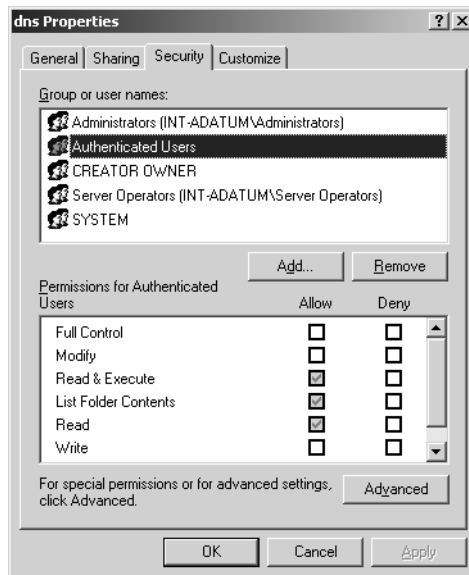 dns Properties
General Sharing Security Customize
Group or user names:
Administrators (INT-ADATUM\Administrators)
Authenticated Users
CREATOR OWNER
Server Operators (INT-ADATUM\Server Operators)
SYSTEM
Add... Remove
Permissions for Authenticated
Users Allow Deny
Full Control
Modify
Read & Execute
List Folder Contents
Read
Write
For special permissions or for advanced settings,
click Advanced.
Advanced
OK Cancel Apply